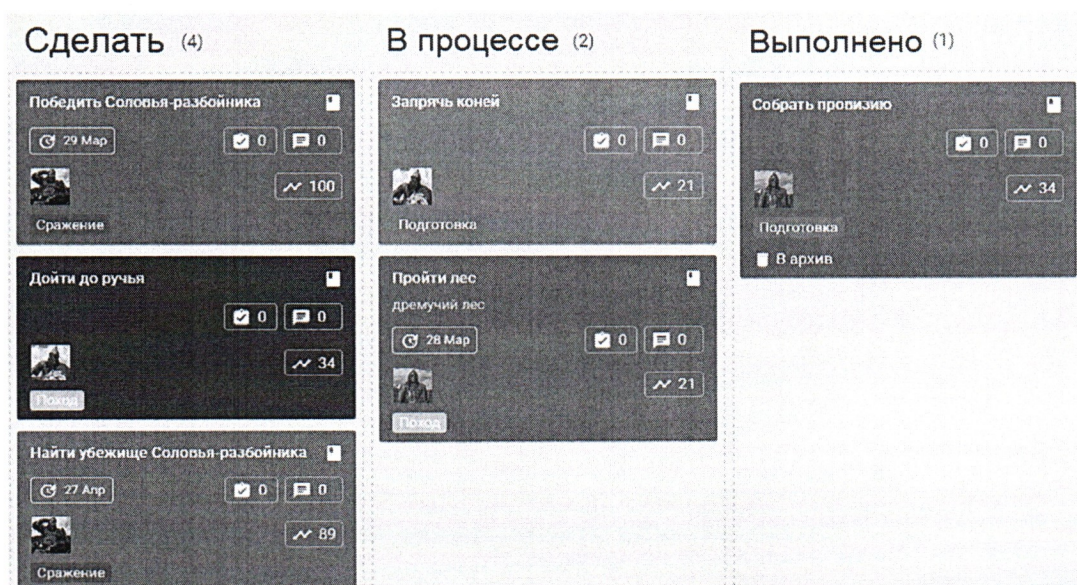 Сделать (4)
Победить Соловья-разбойника
29 Мар
0
0
100
Сражение
Дойти до ручья
0
0
34
Поход
Найти убежище Соловья-разбойника
27 Апр
0
0
89
Сражение
В процессе (2)
Запрячь коней
0
0
21
Подготовка
Пройти лес
дремучий лес
28 Мар
0
0
21
Поход
Выполнено (1)
Собрать провизию
0
0
34
Подготовка
В архив